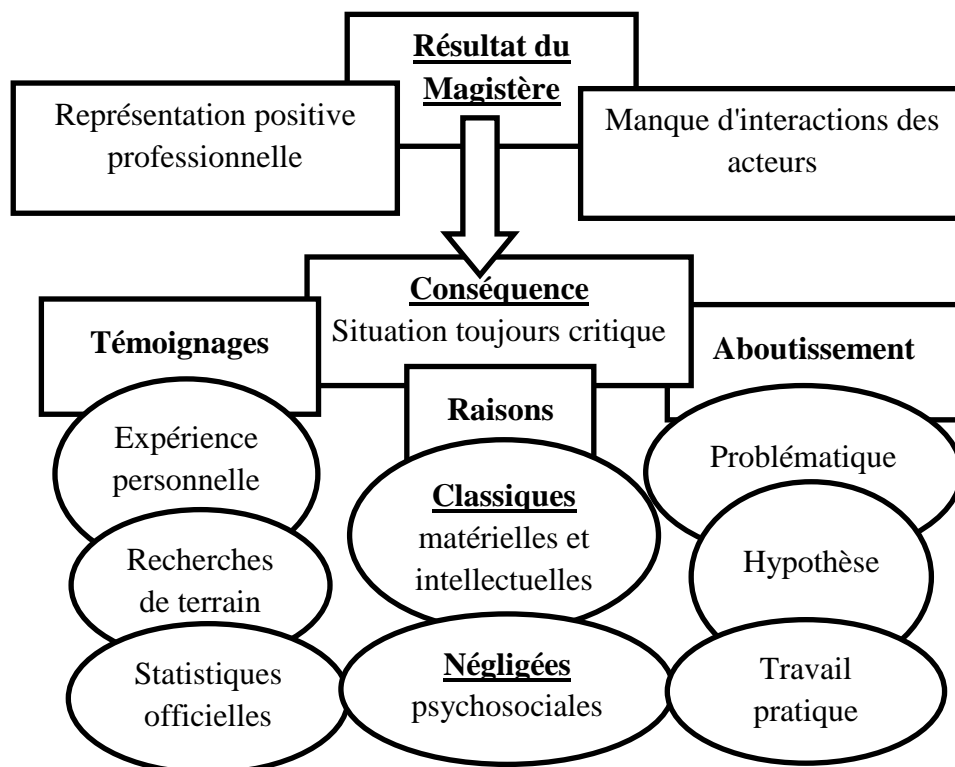 Résultat du
Magistère
Représentation positive
professionnelle
Manque d'interactions des
acteurs
Conséquence
Situation toujours critique
Témoignages
Expérience
personnelle
Recherches
de terrain
Statistiques
officielles
Raisons
Classiques
matérielles et
intellectuelles
Négligées
psychosociales
Aboutissement
Problématique
Hypothèse
Travail
pratique